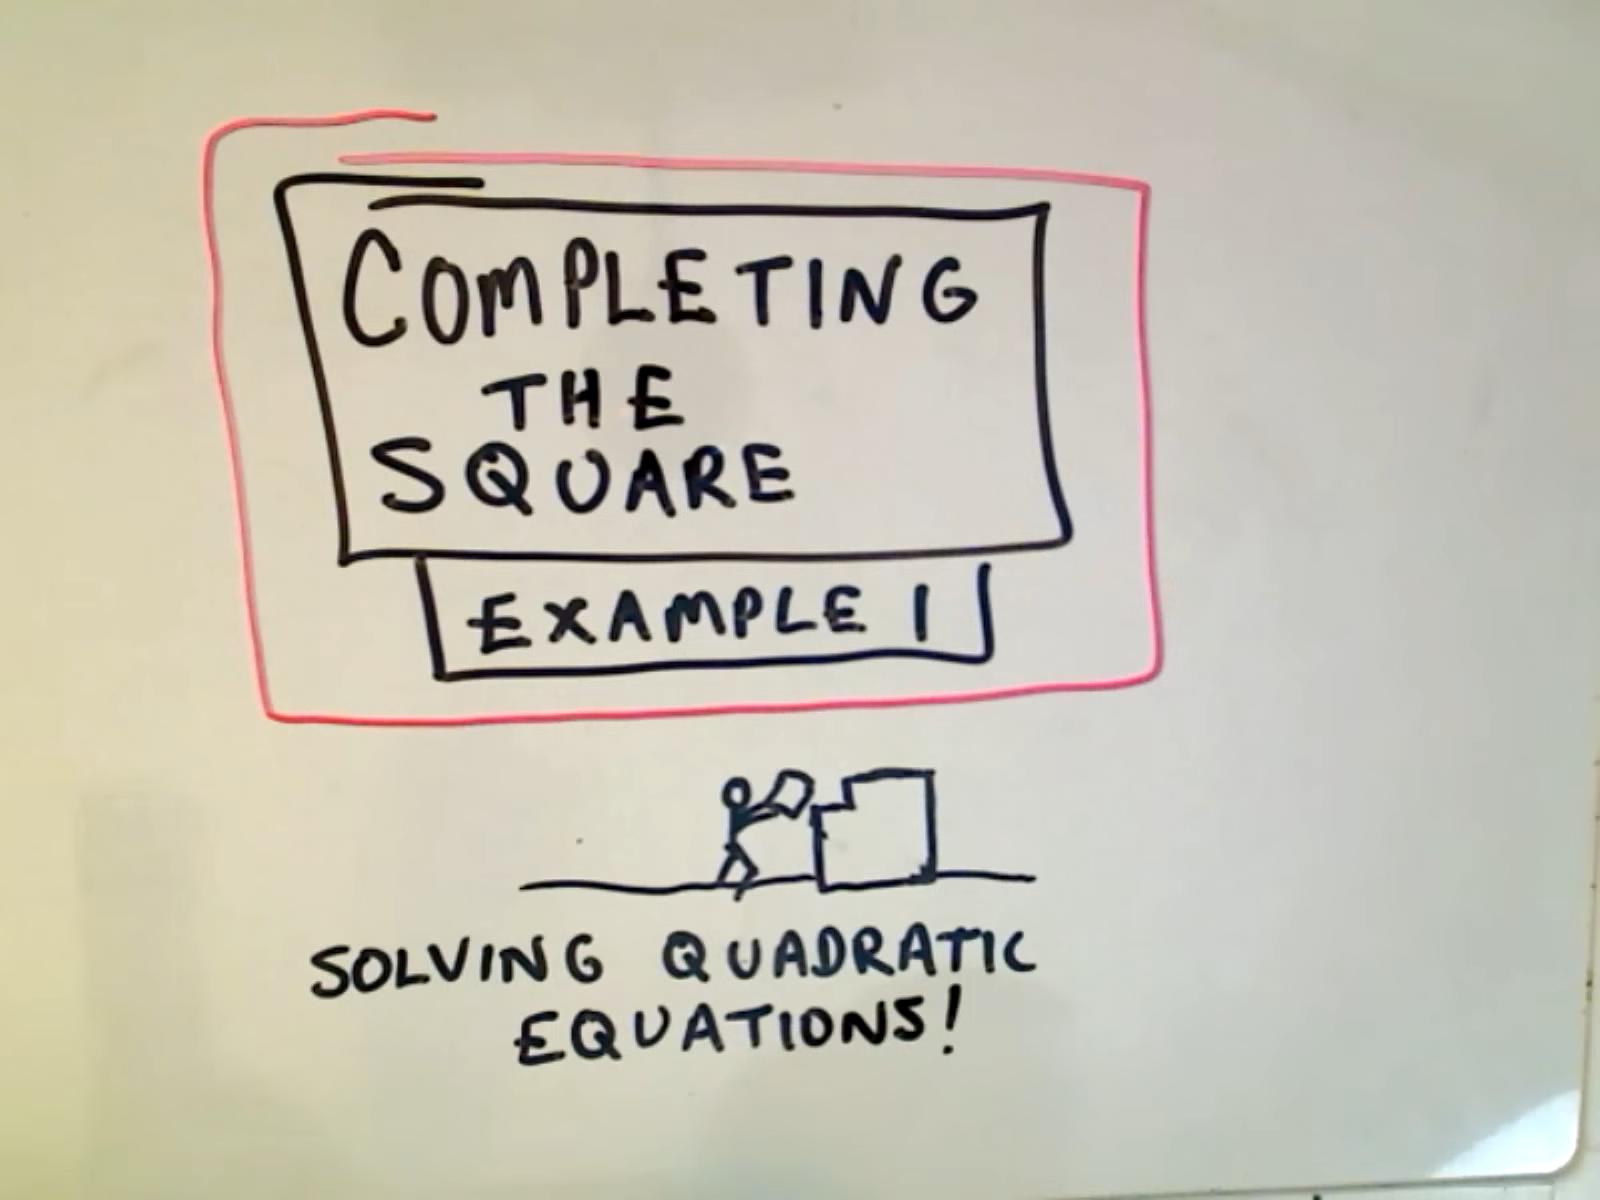 COMPLETING
THE
SQUARE
EXAMPLE 1
SOLVING QUADRATIC
EQUATIONS!